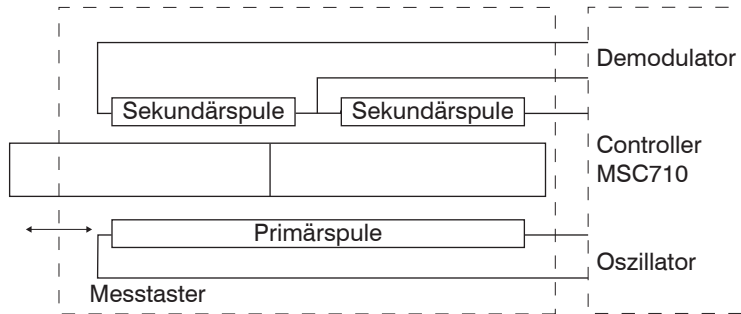 Demodulator
Sekundärspule
Sekundärspule
Controller
MSC710
Primärspule
Oszillator
Messtaster